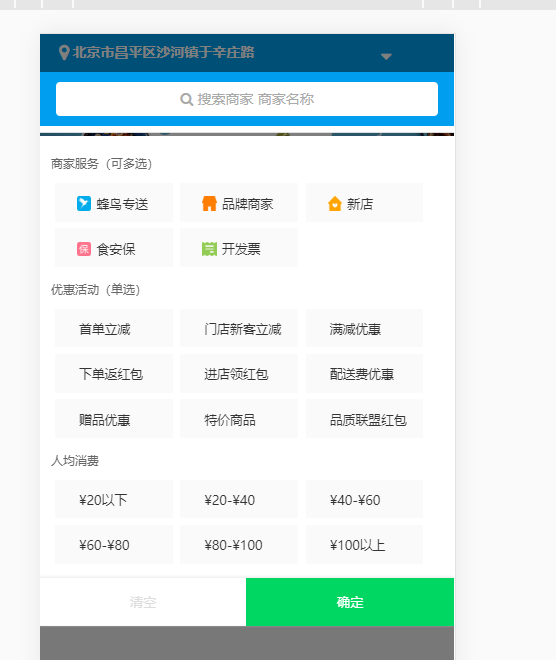 北京市昌平区沙河镇于辛庄路
搜索商家 商家名称
商家服务（可多选）
蜂鸟专送 品牌商家 新店
保 食安保 开发票
优惠活动（单选）
首单立减 门店新客立减 满减优惠
下单返红包 进店领红包 配送费优惠
赠品优惠 特价商品 品质联盟红包
人均消费
¥20以下 ¥20-¥40 ¥40-¥60
¥60-¥80 ¥80-¥100 ¥100以上
清空 确定